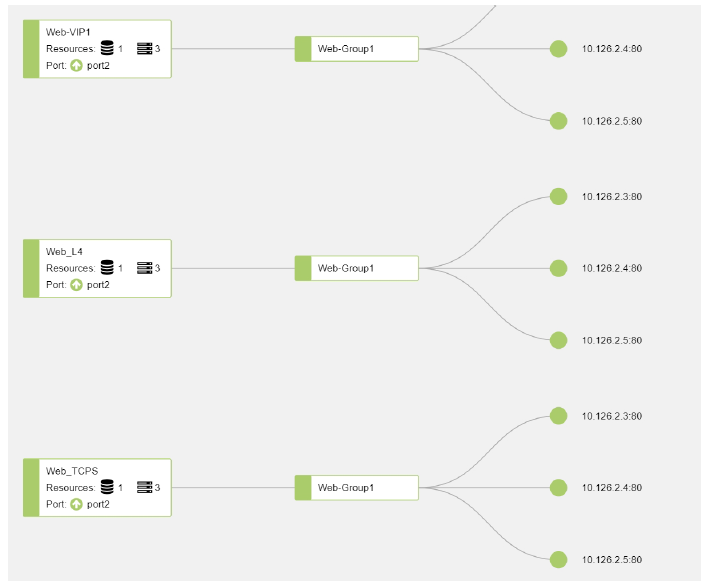 Web-VIP1
Resources: 1 3
Port: port2
Web-Group1
10.126.2.4:80
10.126.2.5:80
Web_L4
Resources: 1 3
Port: port2
Web-Group1
10.126.2.3:80
10.126.2.4:80
10.126.2.5:80
Web_TCPS
Resources: 1 3
Port: port2
Web-Group1
10.126.2.3:80
10.126.2.4:80
10.126.2.5:80